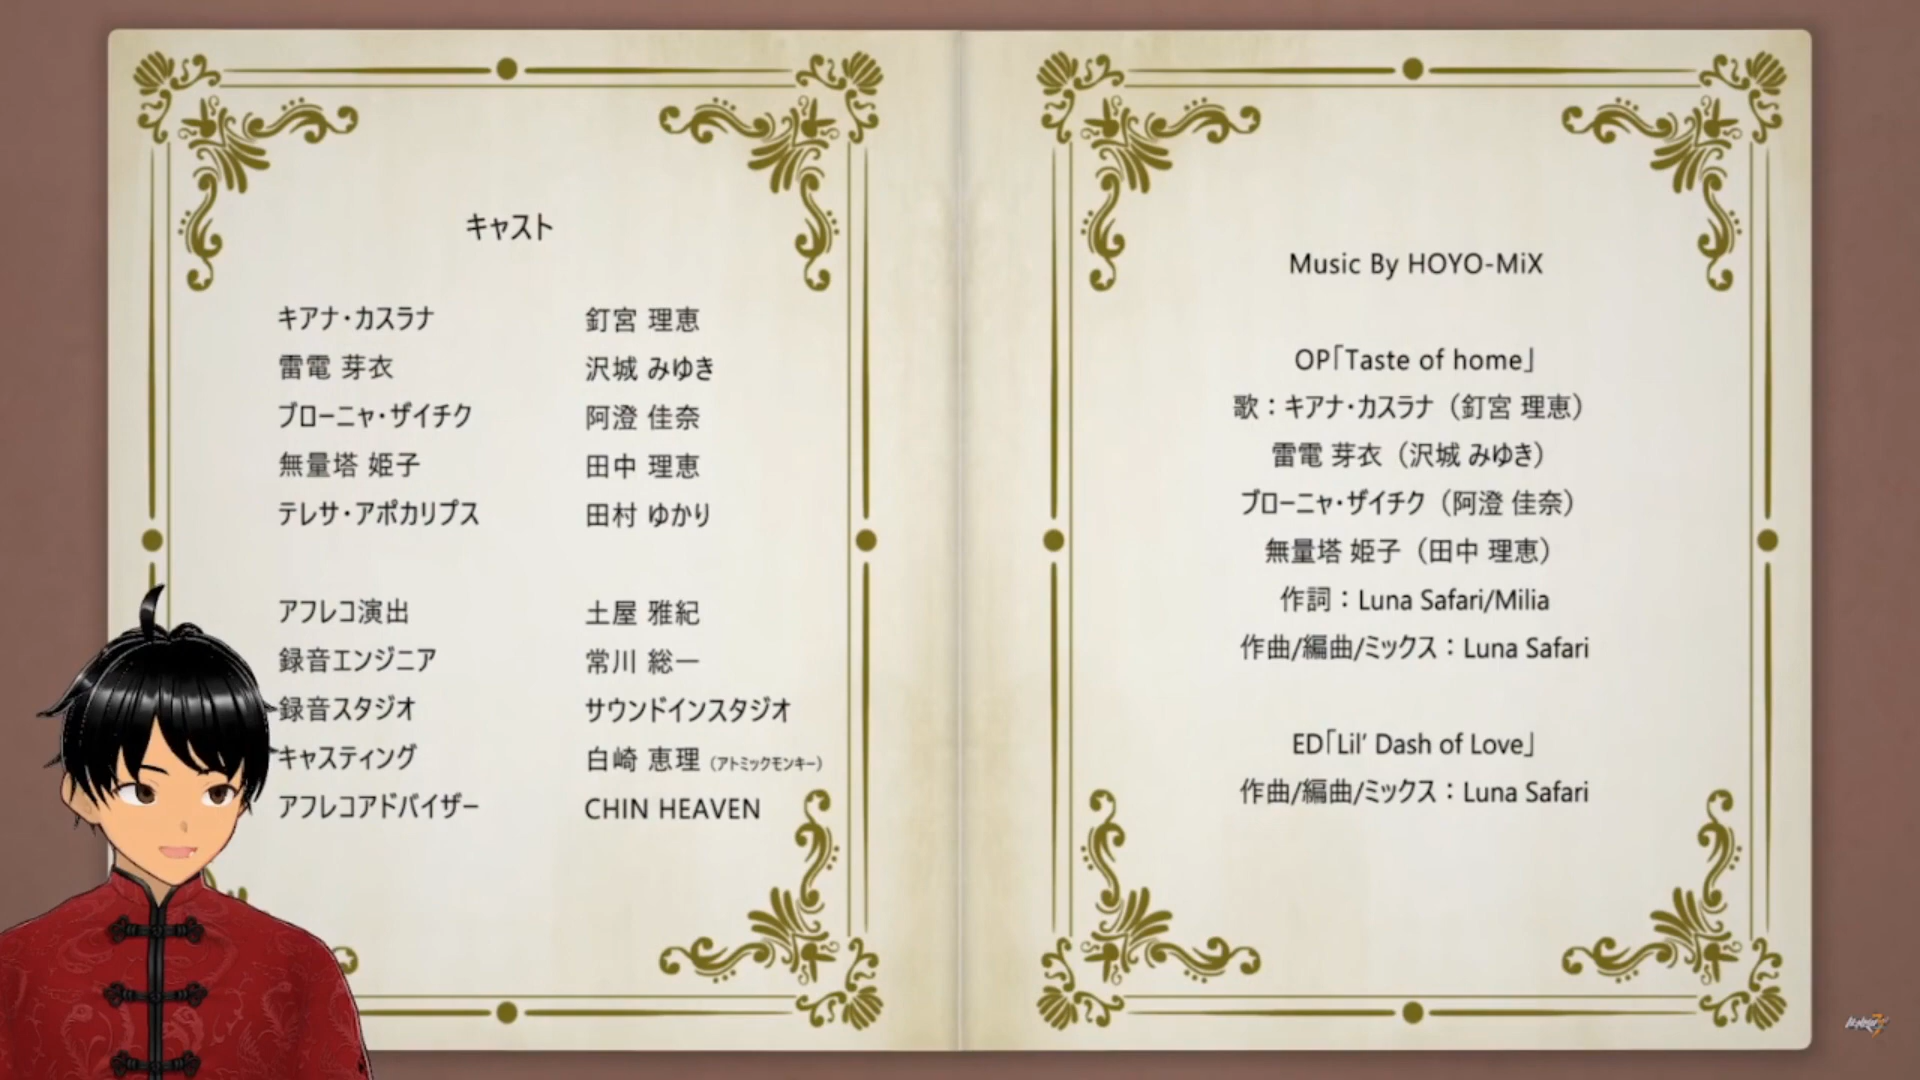 キャスト
キアナ・カスラナ 釘宮 理恵
雷電 芽衣 沢城 みゆき
ブローニャ・ザイチク 阿澄 佳奈
無量塔 姫子 田中 理恵
テレサ・アポカリプス 田村 ゆかり
アフレコ演出 土屋 雅紀
録音エンジニア 常川 総一
録音スタジオ サウンドインスタジオ
キャスティング 白崎 恵理 (アトミックモンキー)
アフレコアドバイザー CHIN HEAVEN
Music By HOYO-MiX
OP「Taste of home」
歌：キアナ・カスラナ（釘宮 理恵）
雷電 芽衣（沢城 みゆき）
ブローニャ・ザイチク（阿澄 佳奈）
無量塔 姫子（田中 理恵）
作詞：Luna Safari/Milia
作曲/編曲/ミックス：Luna Safari
ED「Lil’ Dash of Love」
作曲/編曲/ミックス：Luna Safari